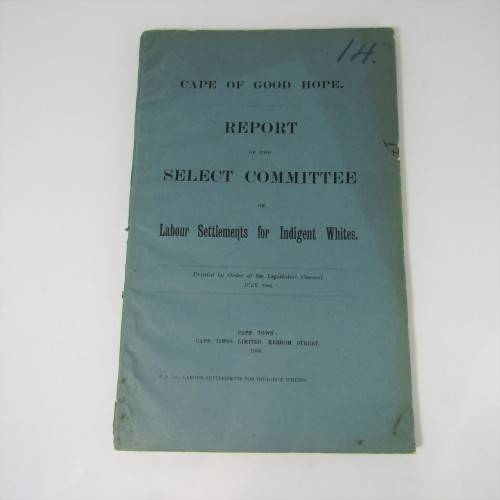 14.
CAPE OF GOOD HOPE.
REPORT
OF THE
SELECT COMMITTEE
ON
Labour Settlements for Indigent Whites.
Printed by Order of the Legislative Council.
JULY, 1906.
CAPE TOWN:
CAPE TIMES LIMITED, KEEROM STREET.
1906.
LABOUR SETTLEMENTS FOR INDIGENT WHITES.